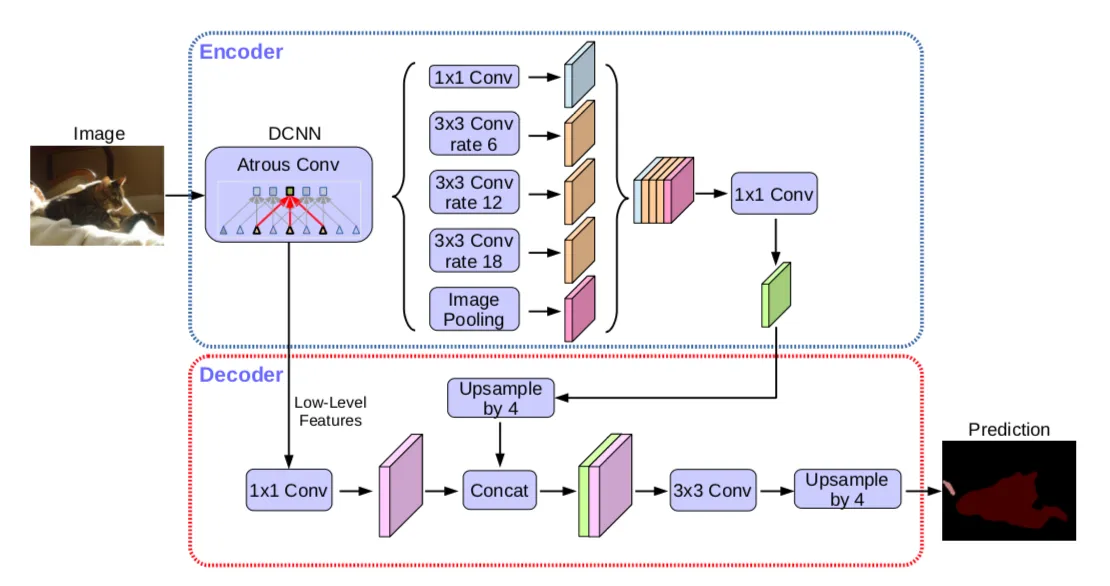 Encoder
Image
DCNN
Atrous Conv
1x1 Conv
3x3 Conv
rate 6
3x3 Conv
rate 12
3x3 Conv
rate 18
Image
Pooling
1x1 Conv
Decoder
Low-Level
Features
Upsample
by 4
1x1 Conv
Concat
3x3 Conv
Upsample
by 4
Prediction